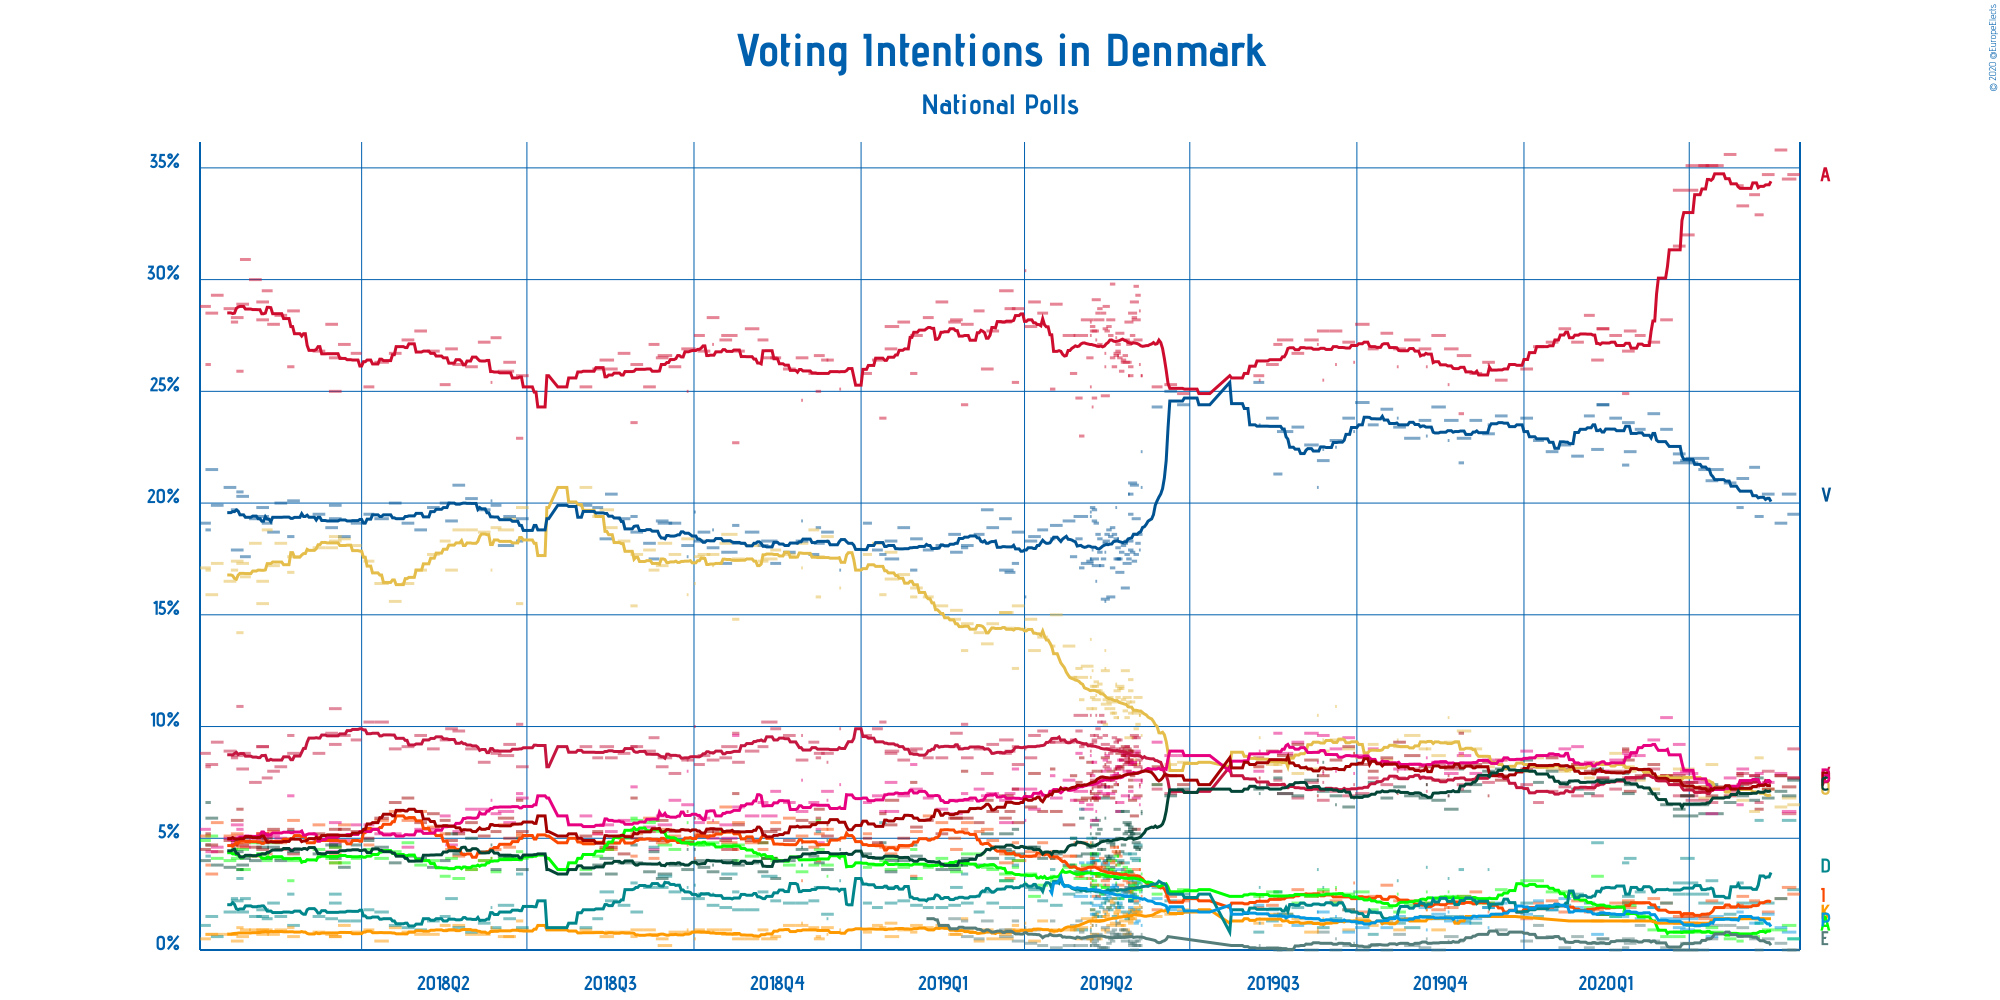 © 2020 @EuropeElects
Voting Intentions in Denmark
National Polls
35%
30%
25%
20%
15%
10%
5%
0%
A
V
C
D
I
K
E
2018Q2
2018Q3
2018Q4
2019Q1
2019Q2
2019Q3
2019Q4
2020Q1